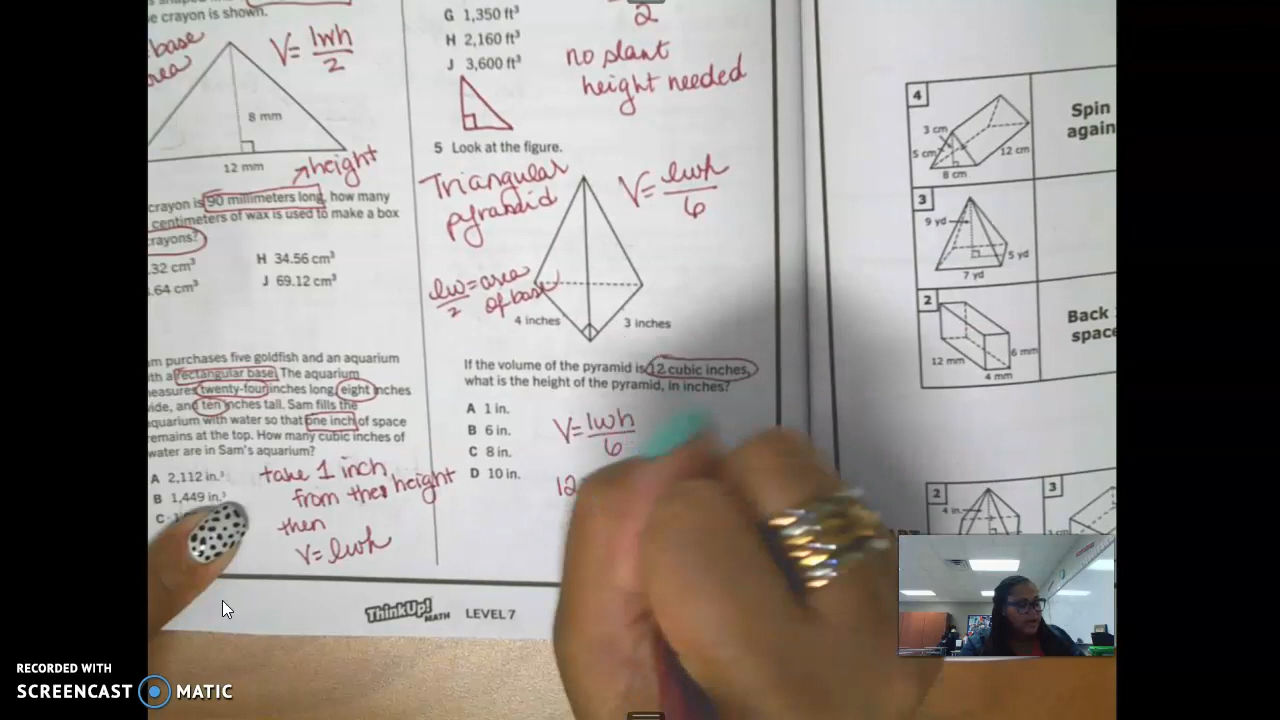 e crayon is shown.
base
area
V= lwh
2
8 mm
12 mm
height
crayon is 90 millimeters long, how many
centimeters of wax is used to make a box
crayons?
.32 cm³
H 34.56 cm³
.64 cm³
J 69.12 cm³
m purchases five goldfish and an aquarium
th a rectangular base. The aquarium
easures twenty-four inches long, eight inches
ide, and ten inches tall. Sam fills the
quarium with water so that one inch of space
remains at the top. How many cubic inches of
water are in Sam's aquarium?
A 2,112 in.³
B 1,449 in.³
C
take 1 inch
from the height
then
V= lwh
G 1,350 ft³
H 2,160 ft³
J 3,600 ft³
2
no slant
height needed
5 Look at the figure.
Triangular
pyramid
V= lwh
6
lw = area
2 of base
4 inches
3 inches
If the volume of the pyramid is 12 cubic inches,
what is the height of the pyramid, in inches?
A 1 in.
B 6 in.
C 8 in.
D 10 in.
V= lwh
6
12
ThinkUp! MATH LEVEL 7
4
3 cm
5 cm
12 cm
8 cm
Spin
again
3
9 yd
5 yd
7 yd
2
12 mm
6 mm
4 mm
Back
space
2
4 in.
3
RECORDED WITH
SCREENCAST MATIC